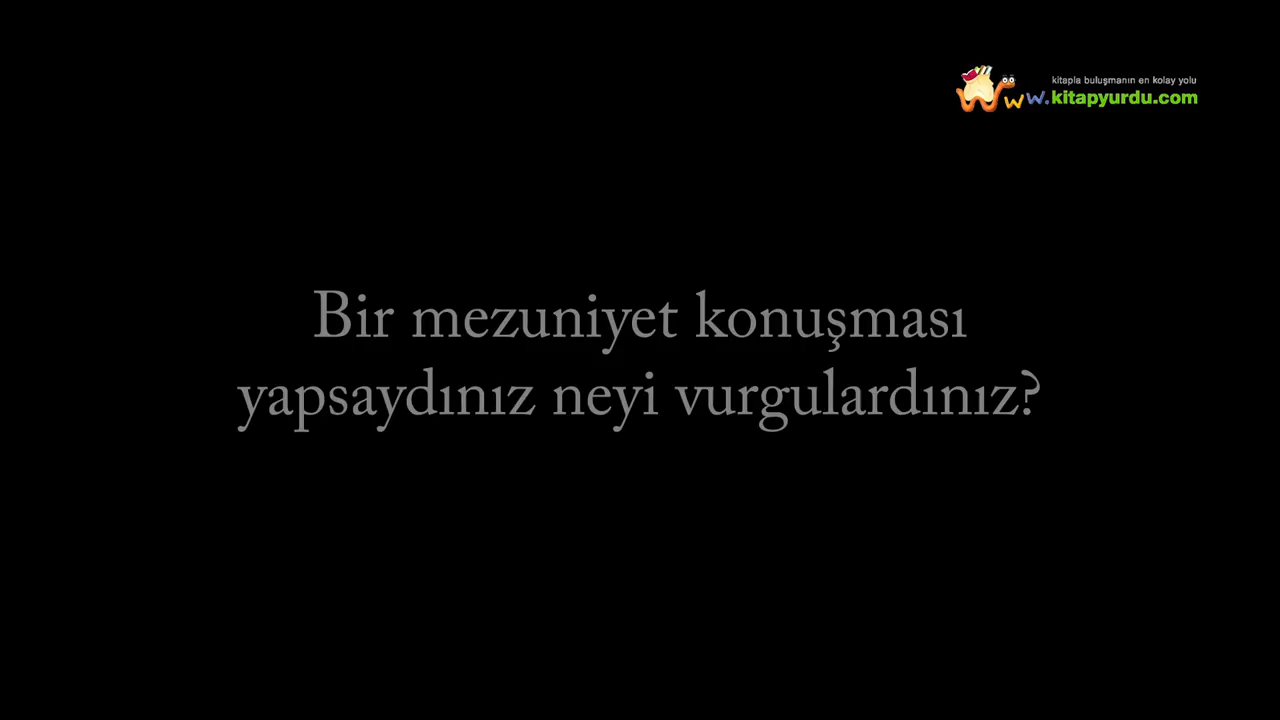 kitapla buluşmanın en kolay yolu
www.kitapyurdu.com
Bir mezuniyet konuşması
yapsaydınız neyi vurgulardınız?